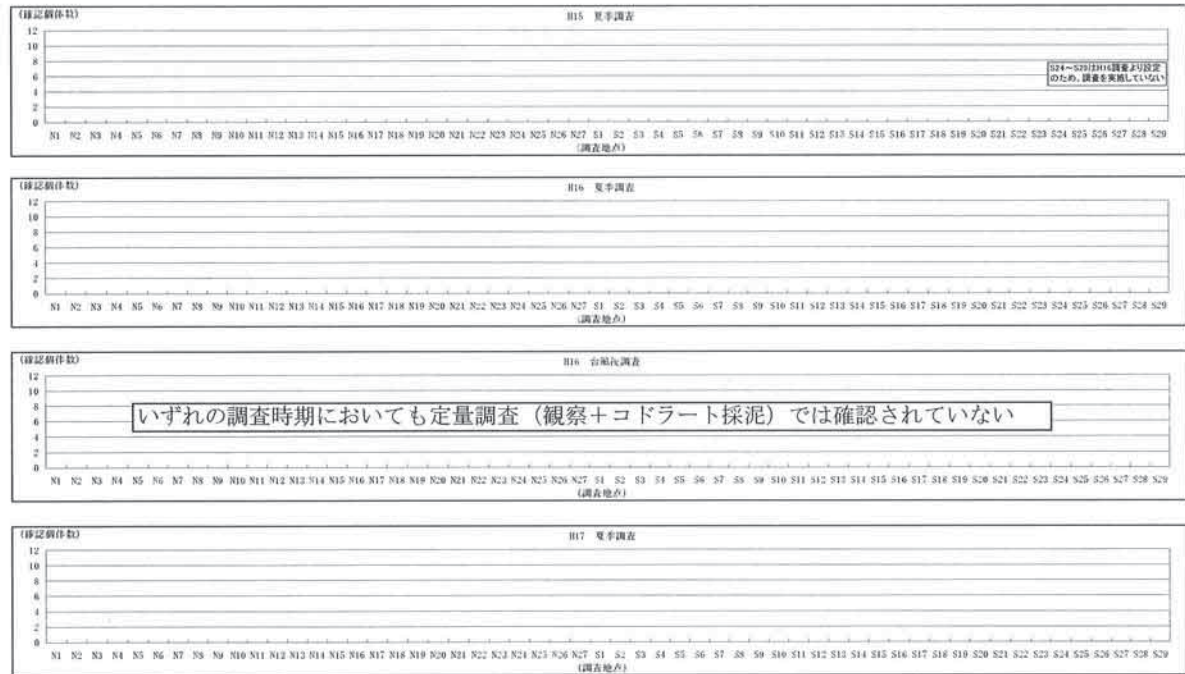 (確認個体数)
H15 夏季調査
12
10
8
6
4
2
0
S24～S29はH16調査より設定
のため、調査を実施していない
N1 N2 N3 N4 N5 N6 N7 N8 N9 N10 N11 N12 N13 N14 N15 N16 N17 N18 N19 N20 N21 N22 N23 N24 N25 N26 N27 S1 S2 S3 S4 S5 S6 S7 S8 S9 S10 S11 S12 S13 S14 S15 S16 S17 S18 S19 S20 S21 S22 S23 S24 S25 S26 S27 S28 S29
(調査地点)
(確認個体数)
H16 夏季調査
12
10
8
6
4
2
0
N1 N2 N3 N4 N5 N6 N7 N8 N9 N10 N11 N12 N13 N14 N15 N16 N17 N18 N19 N20 N21 N22 N23 N24 N25 N26 N27 S1 S2 S3 S4 S5 S6 S7 S8 S9 S10 S11 S12 S13 S14 S15 S16 S17 S18 S19 S20 S21 S22 S23 S24 S25 S26 S27 S28 S29
(調査地点)
(確認個体数)
H16 台風後調査
12
10
8
6
4
2
0
いずれの調査時期においても定量調査（観察＋コドラート採泥）では確認されていない
N1 N2 N3 N4 N5 N6 N7 N8 N9 N10 N11 N12 N13 N14 N15 N16 N17 N18 N19 N20 N21 N22 N23 N24 N25 N26 N27 S1 S2 S3 S4 S5 S6 S7 S8 S9 S10 S11 S12 S13 S14 S15 S16 S17 S18 S19 S20 S21 S22 S23 S24 S25 S26 S27 S28 S29
(調査地点)
(確認個体数)
H17 夏季調査
12
10
8
6
4
2
0
N1 N2 N3 N4 N5 N6 N7 N8 N9 N10 N11 N12 N13 N14 N15 N16 N17 N18 N19 N20 N21 N22 N23 N24 N25 N26 N27 S1 S2 S3 S4 S5 S6 S7 S8 S9 S10 S11 S12 S13 S14 S15 S16 S17 S18 S19 S20 S21 S22 S23 S24 S25 S26 S27 S28 S29
(調査地点)